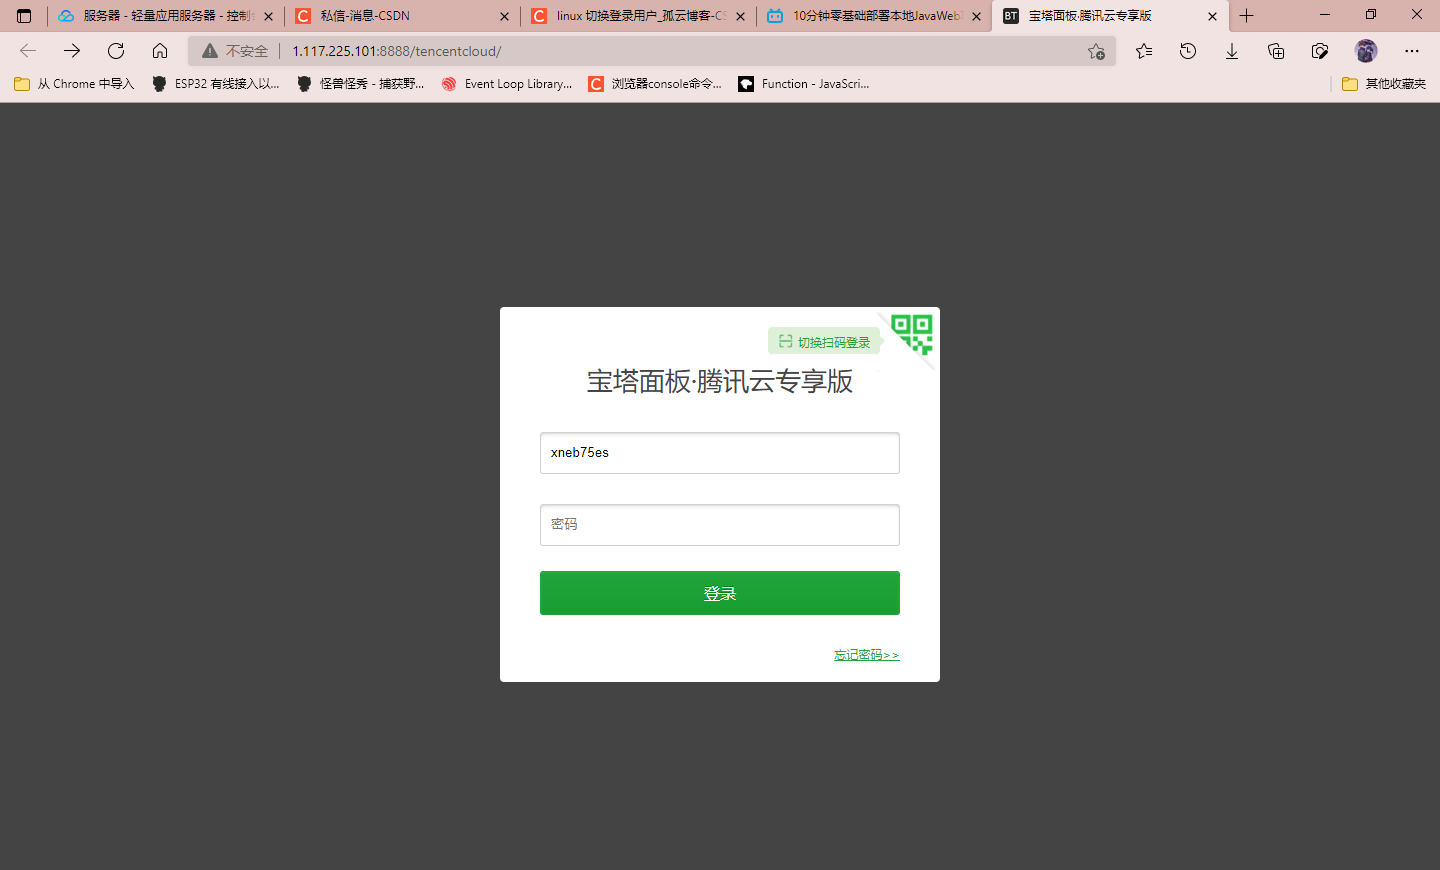 服务器 - 轻量应用服务器 - 控制
私信-消息-CSDN
linux 切换登录用户_孤云博客-CS
10分钟零基础部署本地JavaWeb
BT
宝塔面板·腾讯云专享版
不安全
1.117.225.101:8888/tencentcloud/
从 Chrome 中导入
ESP32 有线接入以...
怪兽怪秀 - 捕获野...
Event Loop Library...
浏览器console命令...
Function - JavaScri...
其他收藏夹
切换扫码登录
宝塔面板·腾讯云专享版
xneb75es
密码
登录
忘记密码>>